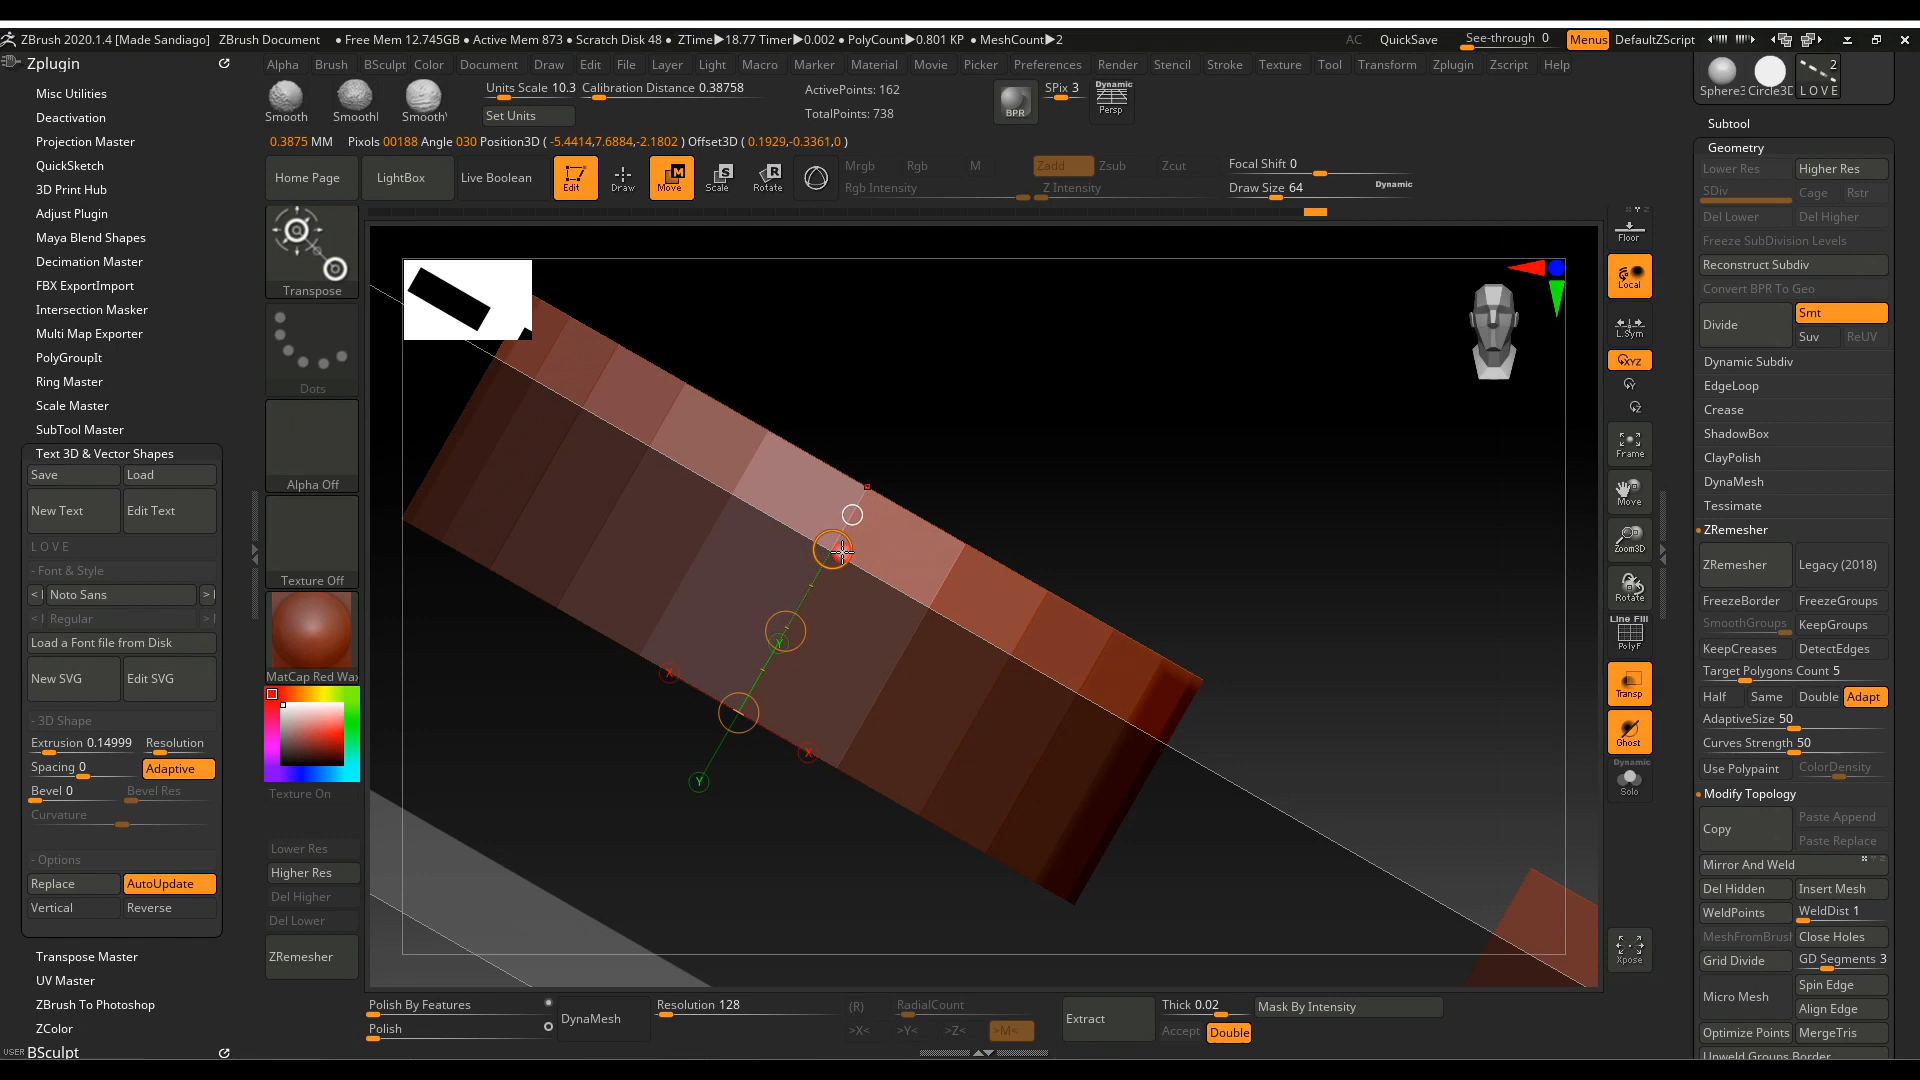 ZBrush 2020.1.4 [Made Sandiago] ZBrush Document • Free Mem 12.745GB • Active Mem 873 • Scratch Disk 48 • ZTime▶18.77 Timer▶0.002 • PolyCount▶0.801 KP • MeshCount▶2 AC QuickSave See-through 0 Menus DefaultZScript
Zplugin
Alpha Brush BSculpt Color Document Draw Edit File Layer Light Macro Marker Material Movie Picker Preferences Render Stencil Stroke Texture Tool Transform Zplugin Zscript Help
Misc Utilities
Deactivation
Projection Master
QuickSketch
3D Print Hub
Adjust Plugin
Maya Blend Shapes
Decimation Master
FBX ExportImport
Intersection Masker
Multi Map Exporter
PolyGroupIt
Ring Master
Scale Master
SubTool Master
Text 3D & Vector Shapes
Save Load
New Text Edit Text
L O V E
- Font & Style
< Noto Sans >
< Regular >
Load a Font file from Disk
New SVG Edit SVG
- 3D Shape
Extrusion 0.14999 Resolution
Spacing 0 Adaptive
Bevel 0 Bevel Res
Curvature
- Options
Replace AutoUpdate
Vertical Reverse
Transpose Master
UV Master
ZBrush To Photoshop
ZColor
USER BSculpt
Smooth Smooth Smooth
Units Scale 10.3 Calibration Distance 0.38758
Set Units
ActivePoints: 162
TotalPoints: 738
BPR SPix 3 Dynamic Persp
0.3875 MM Pixols 00188 Angle 030 Position3D ( -5.4414,7.6884,-2.1802 ) Offset3D ( 0.1929,-0.3361,0 )
Home Page LightBox Live Boolean Edit Draw Move Scale Rotate
Mrgb Rgb M Zadd Zsub Zcut
Rgb Intensity Z Intensity
Focal Shift 0
Draw Size 64 Dynamic
Transpose
Dots
Alpha Off
Texture Off
MatCap Red Wax
Texture On
Lower Res
Higher Res
Del Higher
Del Lower
ZRemesher
Y
X
X
Y
Floor
Local
L.Sym
XYZ
Y
Z
Frame
Move
Zoom3D
Rotate
Line Fill
PolyF
Transp
Ghost
Dynamic
Solo
Xpose
Polish By Features
Polish
DynaMesh
Resolution 128
(R) RadialCount
>X< >Y< >Z< >M<
Extract
Thick 0.02
Accept Double
Mask By Intensity
Sphere3 Circle3D 2 L O V E
Subtool
Geometry
Lower Res Higher Res
SDiv Cage Rstr
Del Lower Del Higher
Freeze SubDivision Levels
Reconstruct Subdiv
Convert BPR To Geo
Divide Smt
Suv ReUV
Dynamic Subdiv
EdgeLoop
Crease
ShadowBox
ClayPolish
DynaMesh
Tessimate
ZRemesher
ZRemesher Legacy (2018)
FreezeBorder FreezeGroups
SmoothGroups KeepGroups
KeepCreases DetectEdges
Target Polygons Count 5
Half Same Double Adapt
AdaptiveSize 50
Curves Strength 50
Use Polypaint ColorDensity
Modify Topology
Copy Paste Append
Paste Replace
Mirror And Weld
Del Hidden Insert Mesh
WeldPoints WeldDist 1
MeshFromBrush Close Holes
Grid Divide GD Segments 3
Micro Mesh Spin Edge
Align Edge
Optimize Points MergeTris
Unweld Groups Border